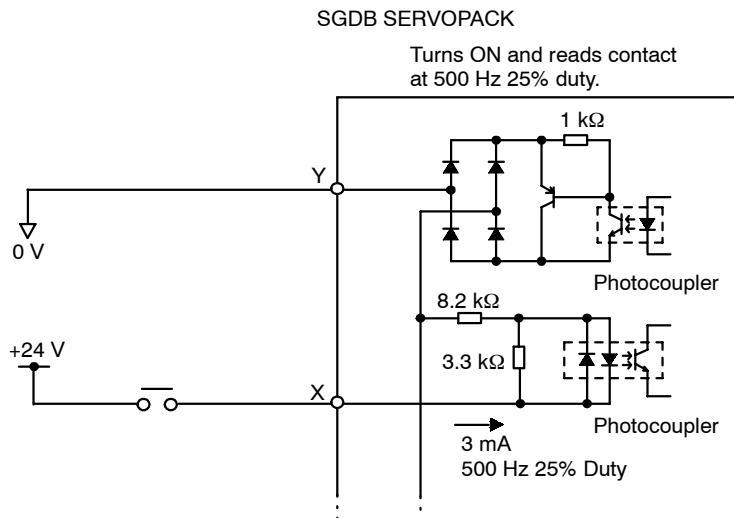 SGDB SERVOPACK
Turns ON and reads contact
at 500 Hz 25% duty.
1 kΩ
Y
0 V
Photocoupler
8.2 kΩ
+24 V
3.3 kΩ
X
Photocoupler
3 mA
500 Hz 25% Duty